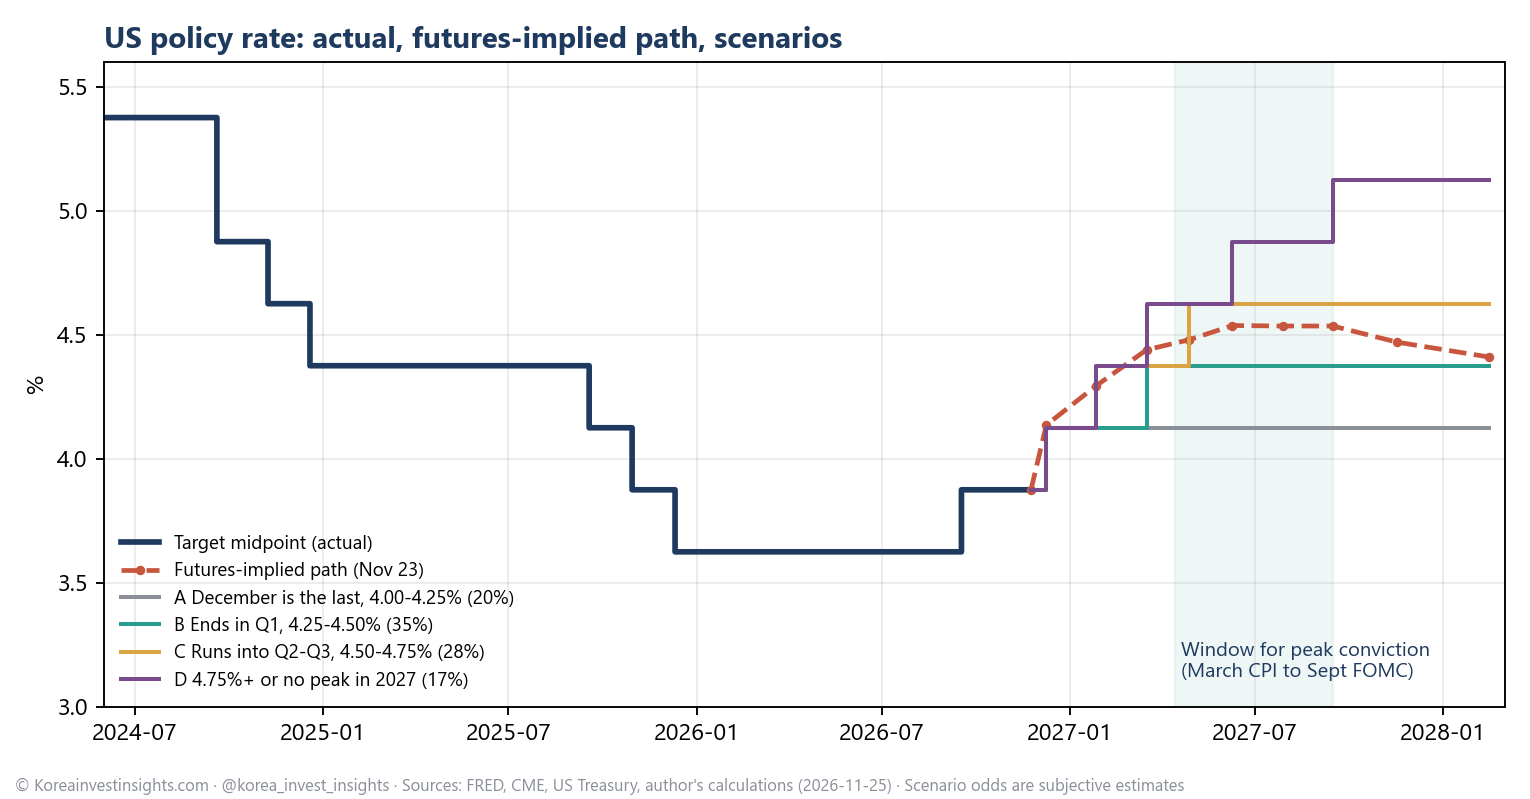 US policy rate: actual, futures-implied path, scenarios
5.5
5.0
4.5
4.0
3.5
3.0
%
Target midpoint (actual)
Futures-implied path (Nov 23)
A December is the last, 4.00-4.25% (20%)
B Ends in Q1, 4.25-4.50% (35%)
C Runs into Q2-Q3, 4.50-4.75% (28%)
D 4.75%+ or no peak in 2027 (17%)
Window for peak conviction
(March CPI to Sept FOMC)
2024-07 2025-01 2025-07 2026-01 2026-07 2027-01 2027-07 2028-01
© Koreainvestinsights.com · @korea_invest_insights · Sources: FRED, CME, US Treasury, author's calculations (2026-11-25) · Scenario odds are subjective estimates